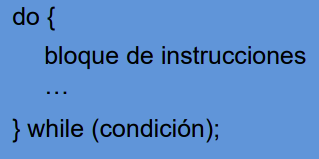 do {
bloque de instrucciones
...
} while (condición);